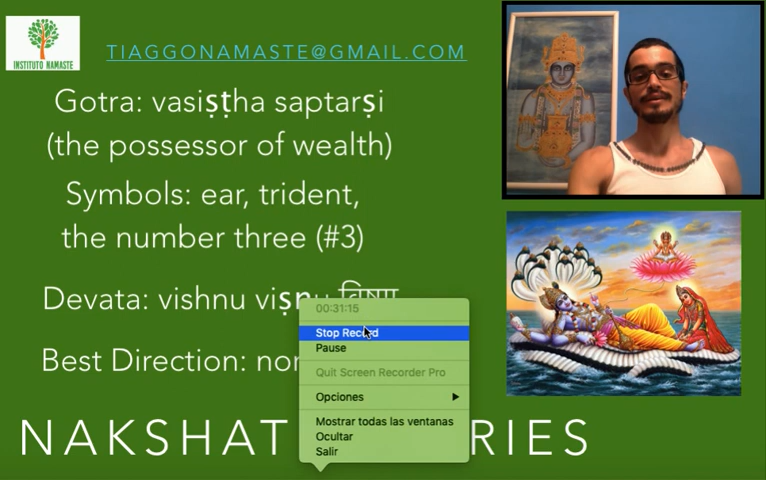 INSTITUTO NAMASTE
TIAGGONAMASTE@GMAIL.COM
Gotra: vasiṣṭha saptarṣi
(the possessor of wealth)
Symbols: ear, trident,
the number three (#3)
Devata: vishnu viṣṇu विष्णु
Best Direction:
00:31:15
Stop Record
Pause
Quit Screen Recorder Pro
Opciones
Mostrar todas las ventanas
Ocultar
Salir
NAKSHAT RIES